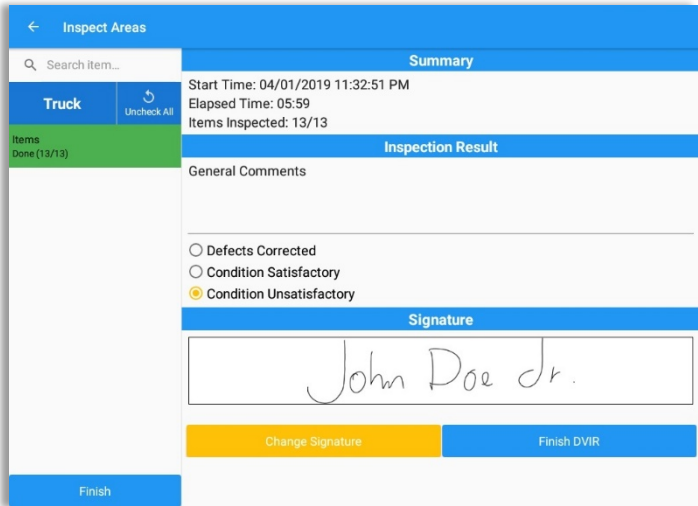 Inspect Areas
Search item...
Truck
Uncheck All
Items
Done (13/13)
Finish
Summary
Start Time: 04/01/2019 11:32:51 PM
Elapsed Time: 05:59
Items Inspected: 13/13
Inspection Result
General Comments
Defects Corrected
Condition Satisfactory
Condition Unsatisfactory
Signature
John Doe Jr.
Change Signature
Finish DVIR